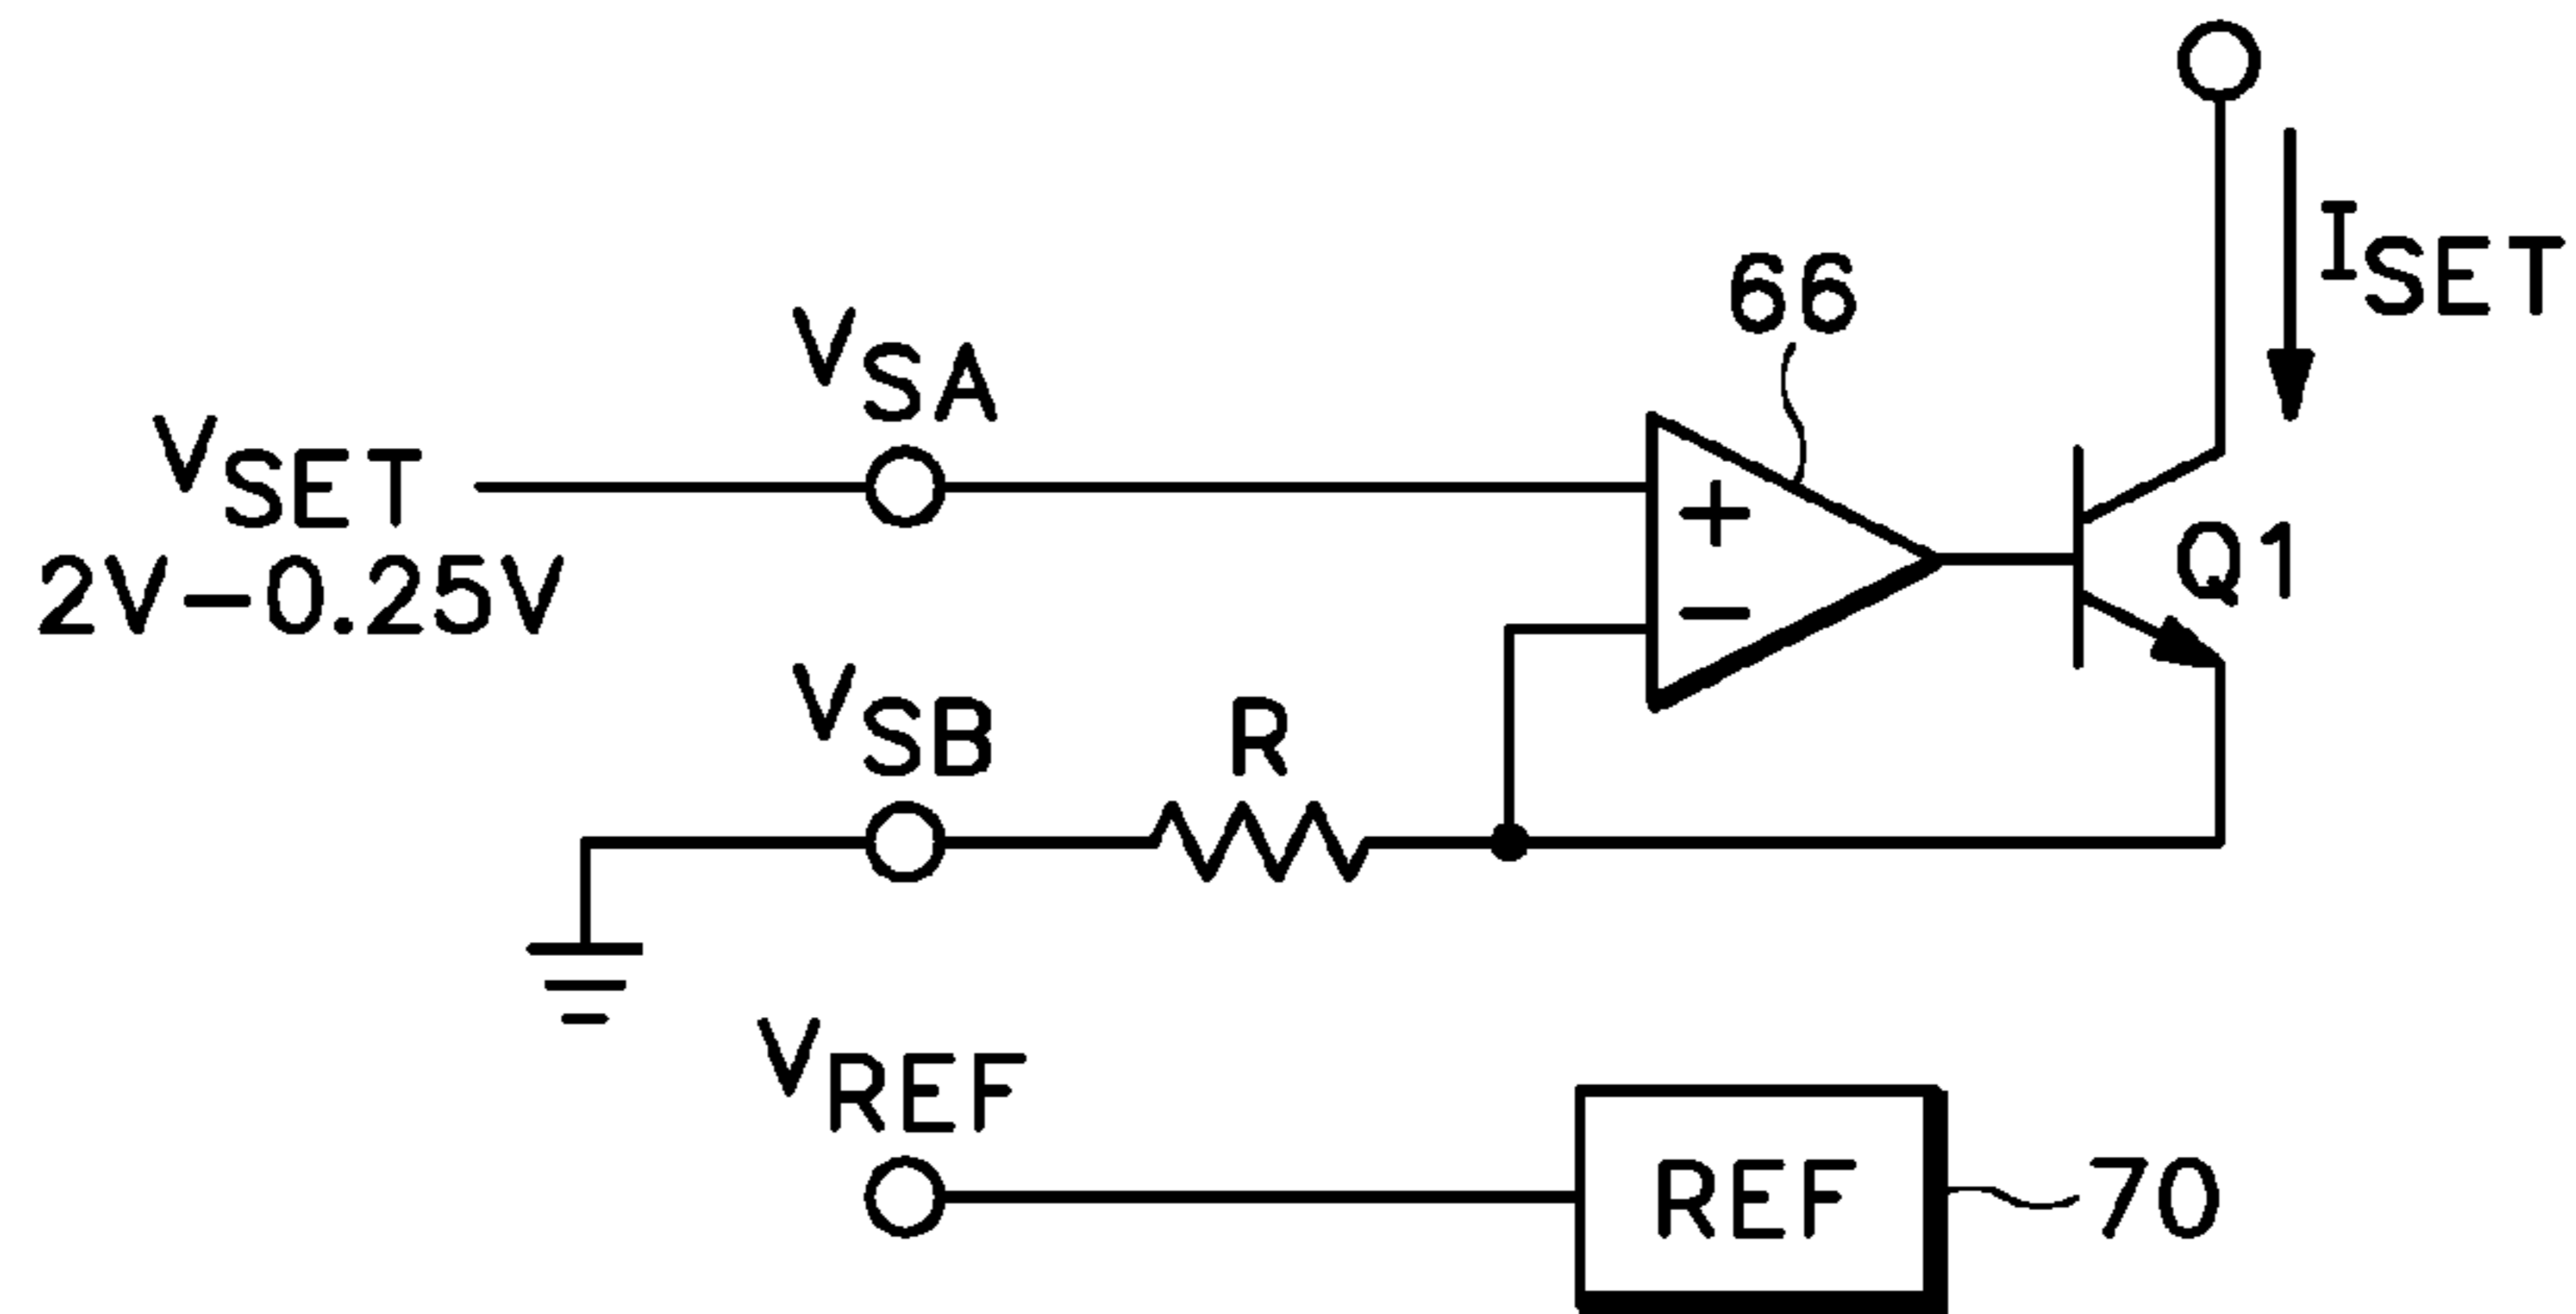 I_SET
66
V_SA
V_SET
2V-0.25V
+
Q1
−
V_SB
R
V_REF
REF
70